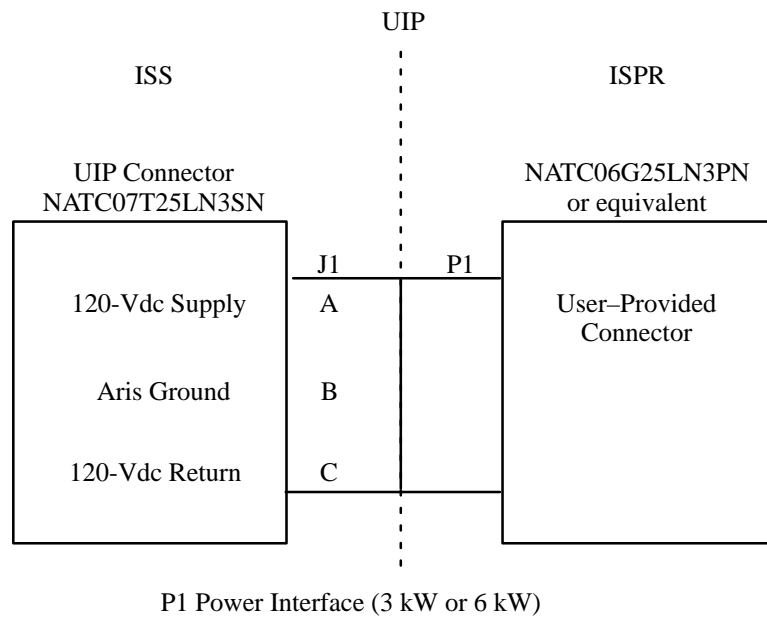 UIP
ISS
ISPR
UIP Connector
NATC07T25LN3SN
NATC06G25LN3PN
or equivalent
J1
P1
120-Vdc Supply
A
User–Provided
Connector
Aris Ground
B
120-Vdc Return
C
P1 Power Interface (3 kW or 6 kW)